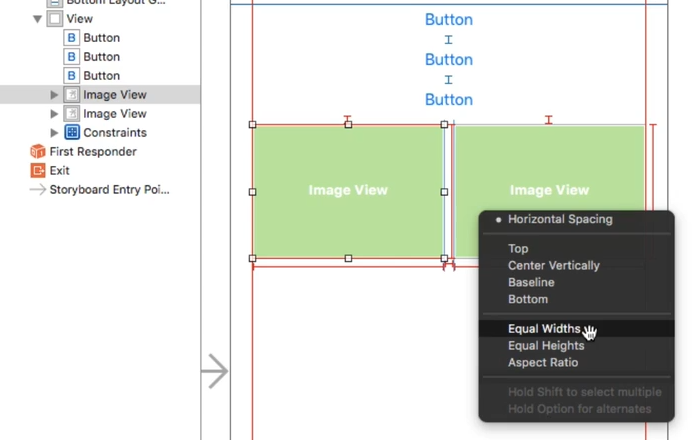 Bottom Layout G...
View
B Button
B Button
B Button
Image View
Image View
Constraints
First Responder
Exit
Storyboard Entry Poi...
Button
Button
Button
Image View
Image View
Horizontal Spacing
Top
Center Vertically
Baseline
Bottom
Equal Widths
Equal Heights
Aspect Ratio
Hold Shift to select multiple
Hold Option for alternates